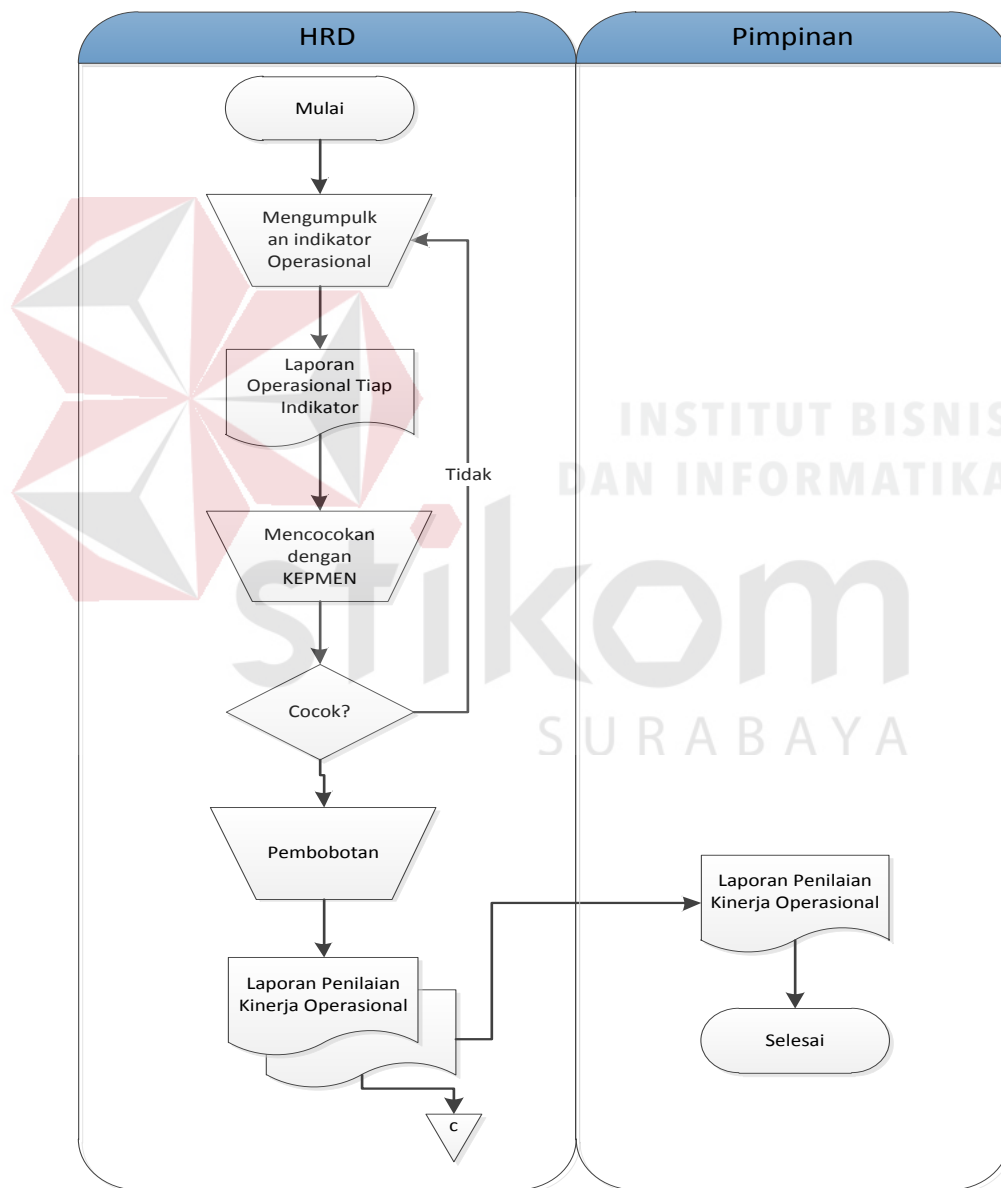 HRD
Pimpinan
Mulai
Mengumpulk
an indikator
Operasional
Laporan
Operasional Tiap
Indikator
Tidak
Mencocokan
dengan
KEPMEN
Cocok?
Pembobotan
Laporan Penilaian
Kinerja Operasional
C
Laporan Penilaian
Kinerja Operasional
Selesai
INSTITUT BISNIS
DAN INFORMATIKA
stikom
SURABAYA